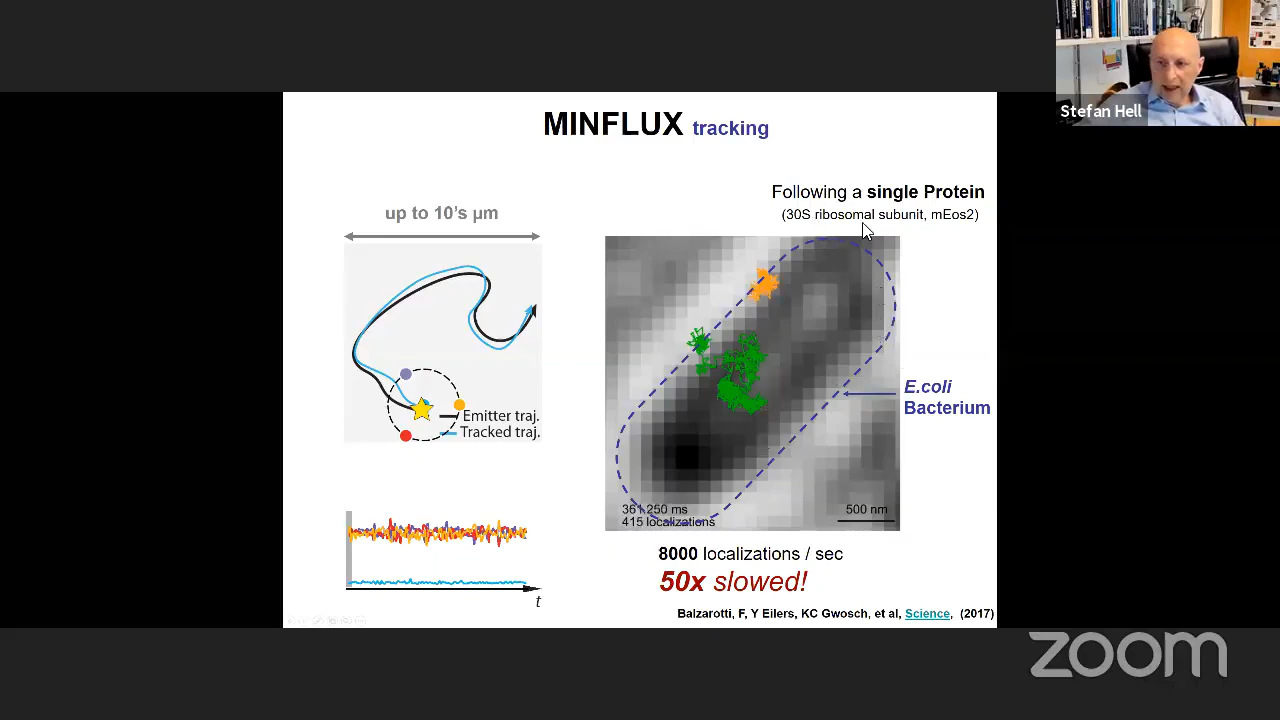 Stefan Hell
MINFLUX tracking
Following a single Protein
(30S ribosomal subunit, mEos2)
up to 10's µm
Emitter traj.
Tracked traj.
E.coli
Bacterium
361.250 ms
415 localizations
500 nm
8000 localizations / sec
50x slowed!
t
Balzarotti, F, Y Eilers, KC Gwosch, et al, Science, (2017)
zoom